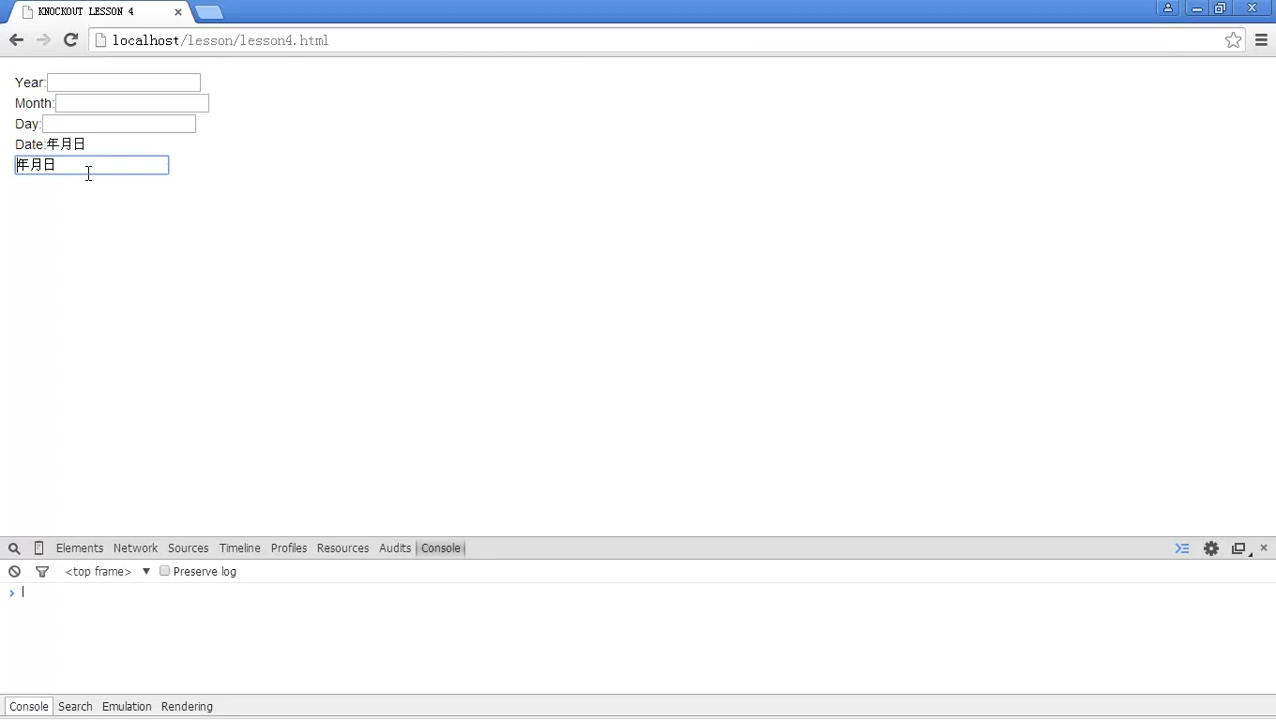 KNOCKOUT LESSON 4
localhost/lesson/lesson4.html
Year:
Month:
Day:
Date:年月日
年月日
Elements Network Sources Timeline Profiles Resources Audits Console
<top frame> Preserve log
Console Search Emulation Rendering